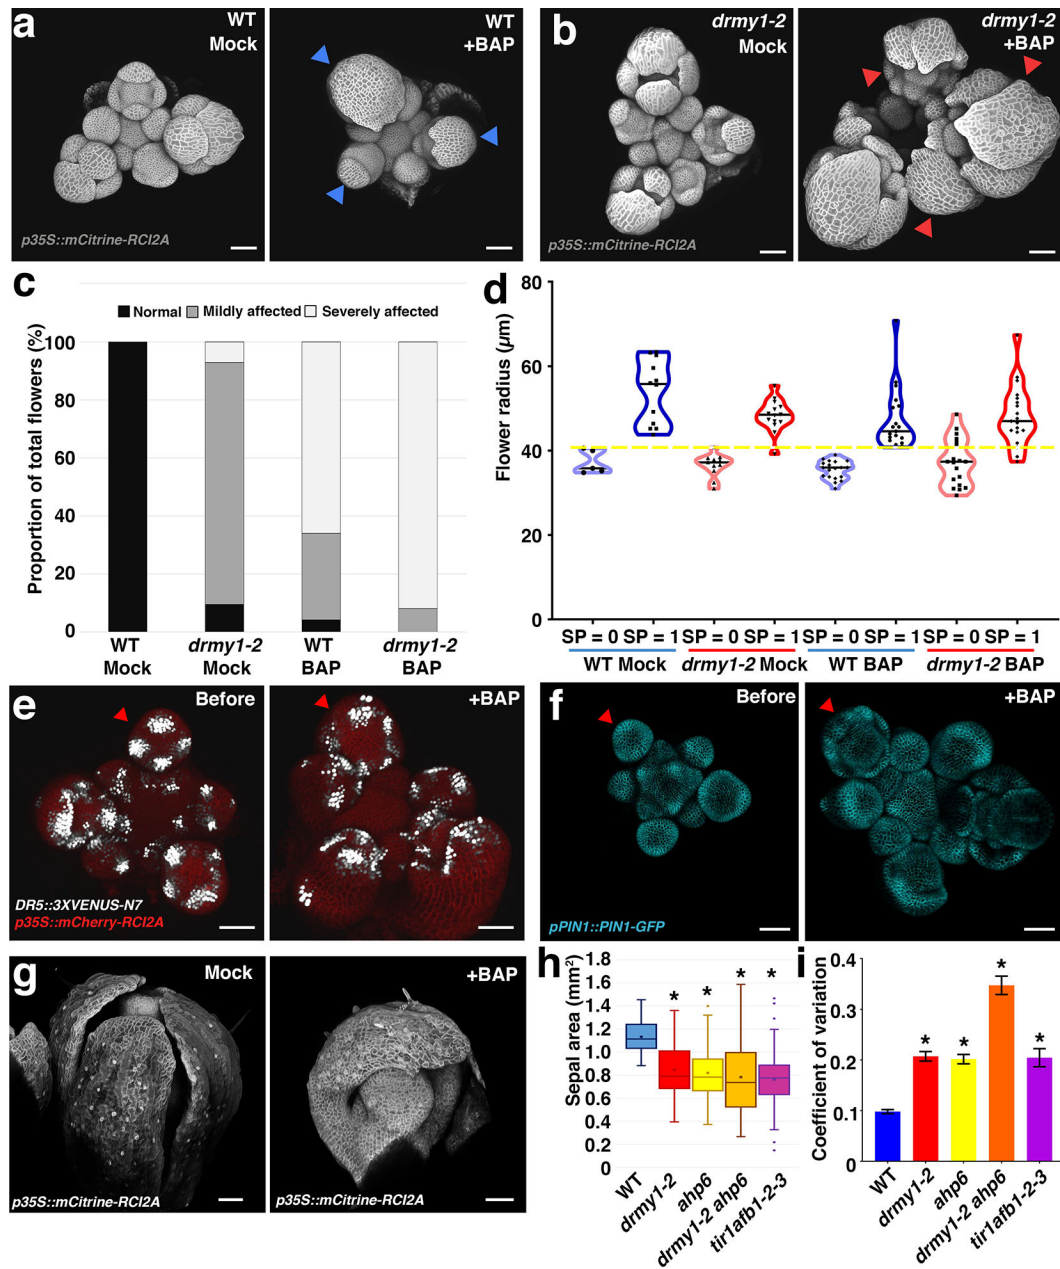 a
WT
Mock
p35S::mCitrine-RCI2A
WT
+BAP
b
drmy1-2
Mock
p35S::mCitrine-RCI2A
drmy1-2
+BAP
c
Normal Mildly affected Severely affected
Proportion of total flowers (%)
100
80
60
40
20
0
WT
Mock
drmy1-2
Mock
WT
BAP
drmy1-2
BAP
d
Flower radius (µm)
80
60
40
20
0
SP = 0 SP = 1 SP = 0 SP = 1 SP = 0 SP = 1 SP = 0 SP = 1
WT Mock drmy1-2 Mock WT BAP drmy1-2 BAP
e
Before
DR5::3XVENUS-N7
p35S::mCherry-RCI2A
+BAP
f
Before
pPIN1::PIN1-GFP
+BAP
g
Mock
p35S::mCitrine-RCI2A
+BAP
p35S::mCitrine-RCI2A
h
Sepal area (mm²)
1.8
1.6
1.4
1.2
1.0
0.8
0.6
0.4
0.2
0
* * * *
WT
drmy1-2
ahp6
drmy1-2 ahp6
tir1afb1-2-3
i
Coefficient of variation
0.4
0.3
0.2
0.1
0
* * * *
WT
drmy1-2
ahp6
drmy1-2 ahp6
tir1afb1-2-3